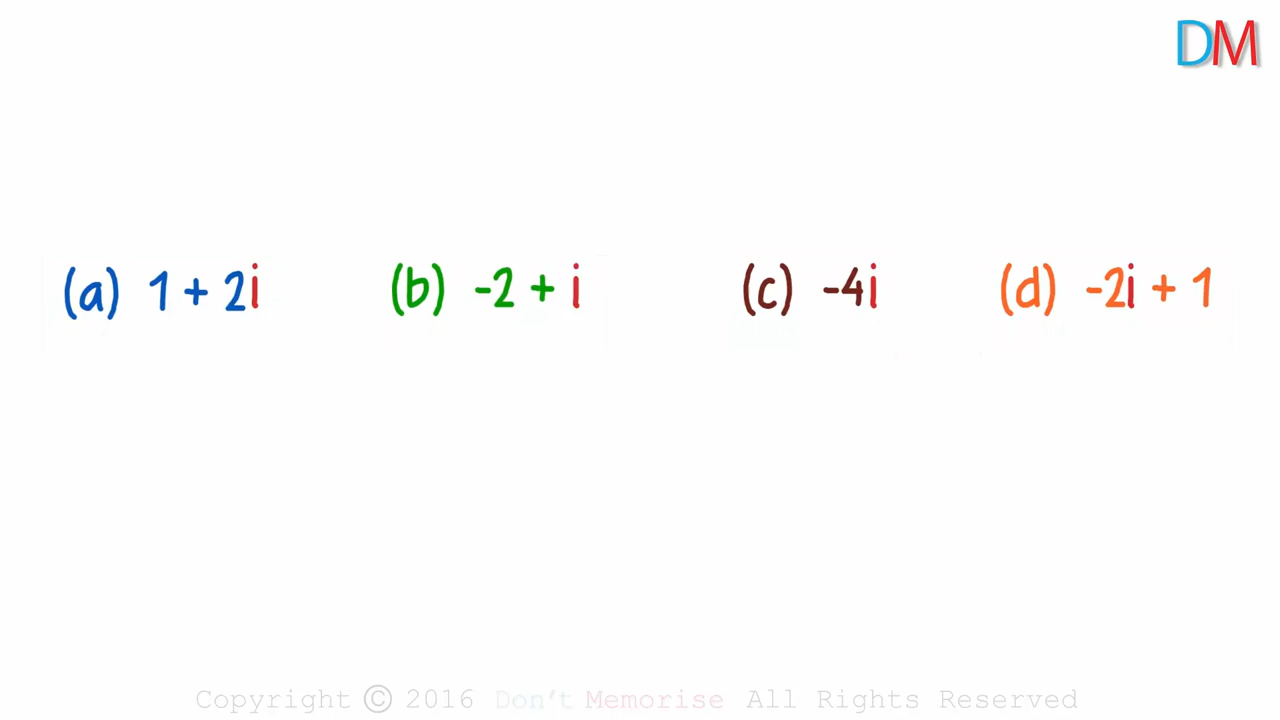 DM
(a) 1 + 2i (b) -2 + i (c) -4i (d) -2i + 1
Copyright © 2016 Don't Memorise All Rights Reserved